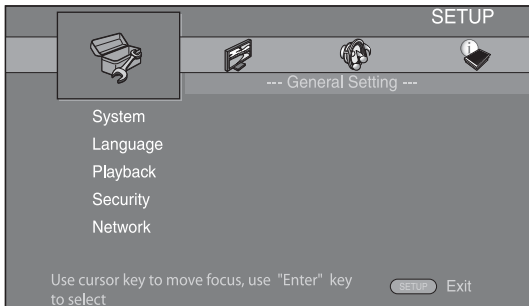 SETUP
--- General Setting ---
System
Language
Playback
Security
Network
Use cursor key to move focus, use "Enter" key
to select
SETUP Exit